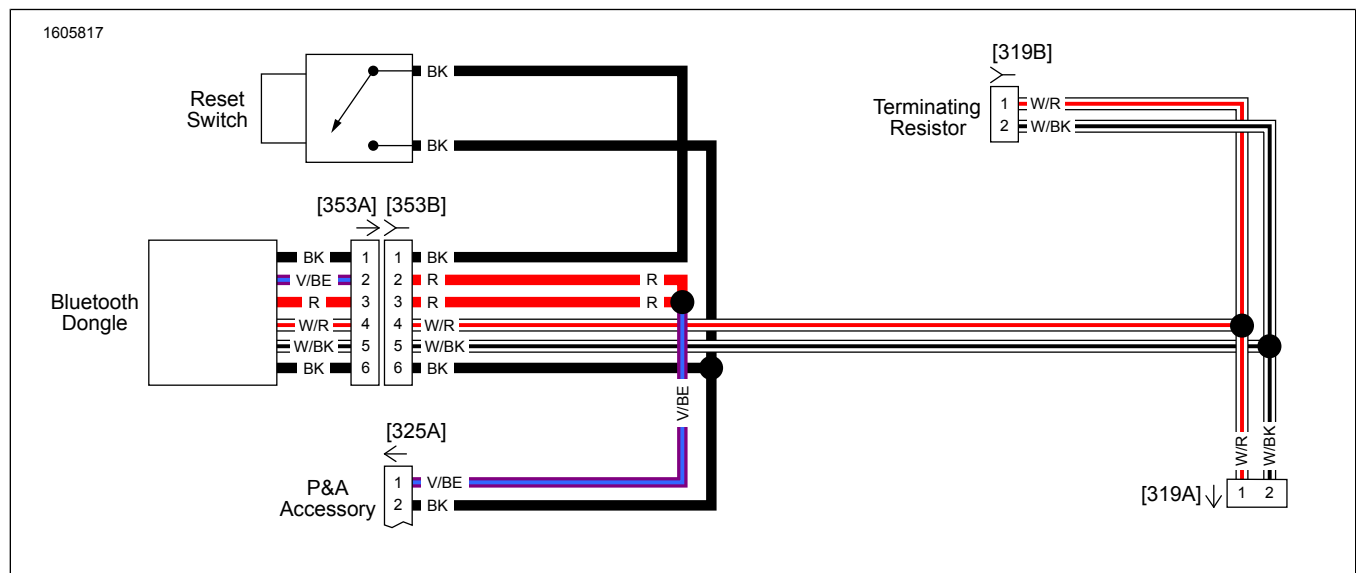 1605817
Reset
Switch
BK
BK
[319B]
Terminating
Resistor
1 W/R
2 W/BK
[353A] [353B]
Bluetooth
Dongle
BK 1 1 BK
V/BE 2 2 R R
R 3 3 R R
W/R 4 4 W/R
W/BK 5 5 W/BK
BK 6 6 BK
V/BE
[325A]
P&A
Accessory
1 V/BE
2 BK
W/R
W/BK
[319A] 1 2